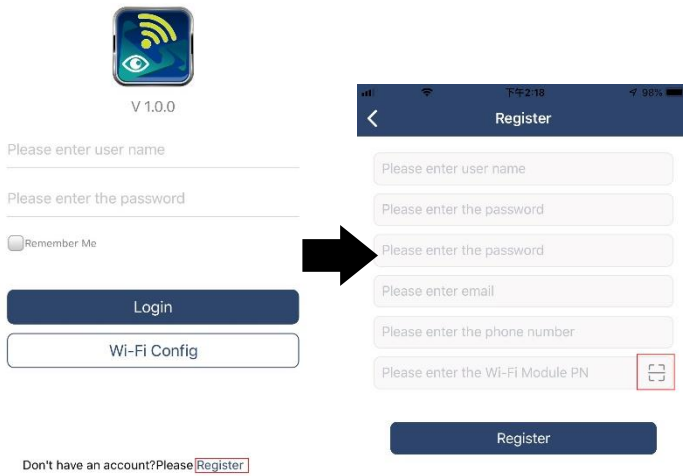 V 1.0.0
Please enter user name
Please enter the password
Remember Me
Login
Wi-Fi Config
Don't have an account?Please Register
下午2:18
98%
Register
Please enter user name
Please enter the password
Please enter the password
Please enter email
Please enter the phone number
Please enter the Wi-Fi Module PN
Register